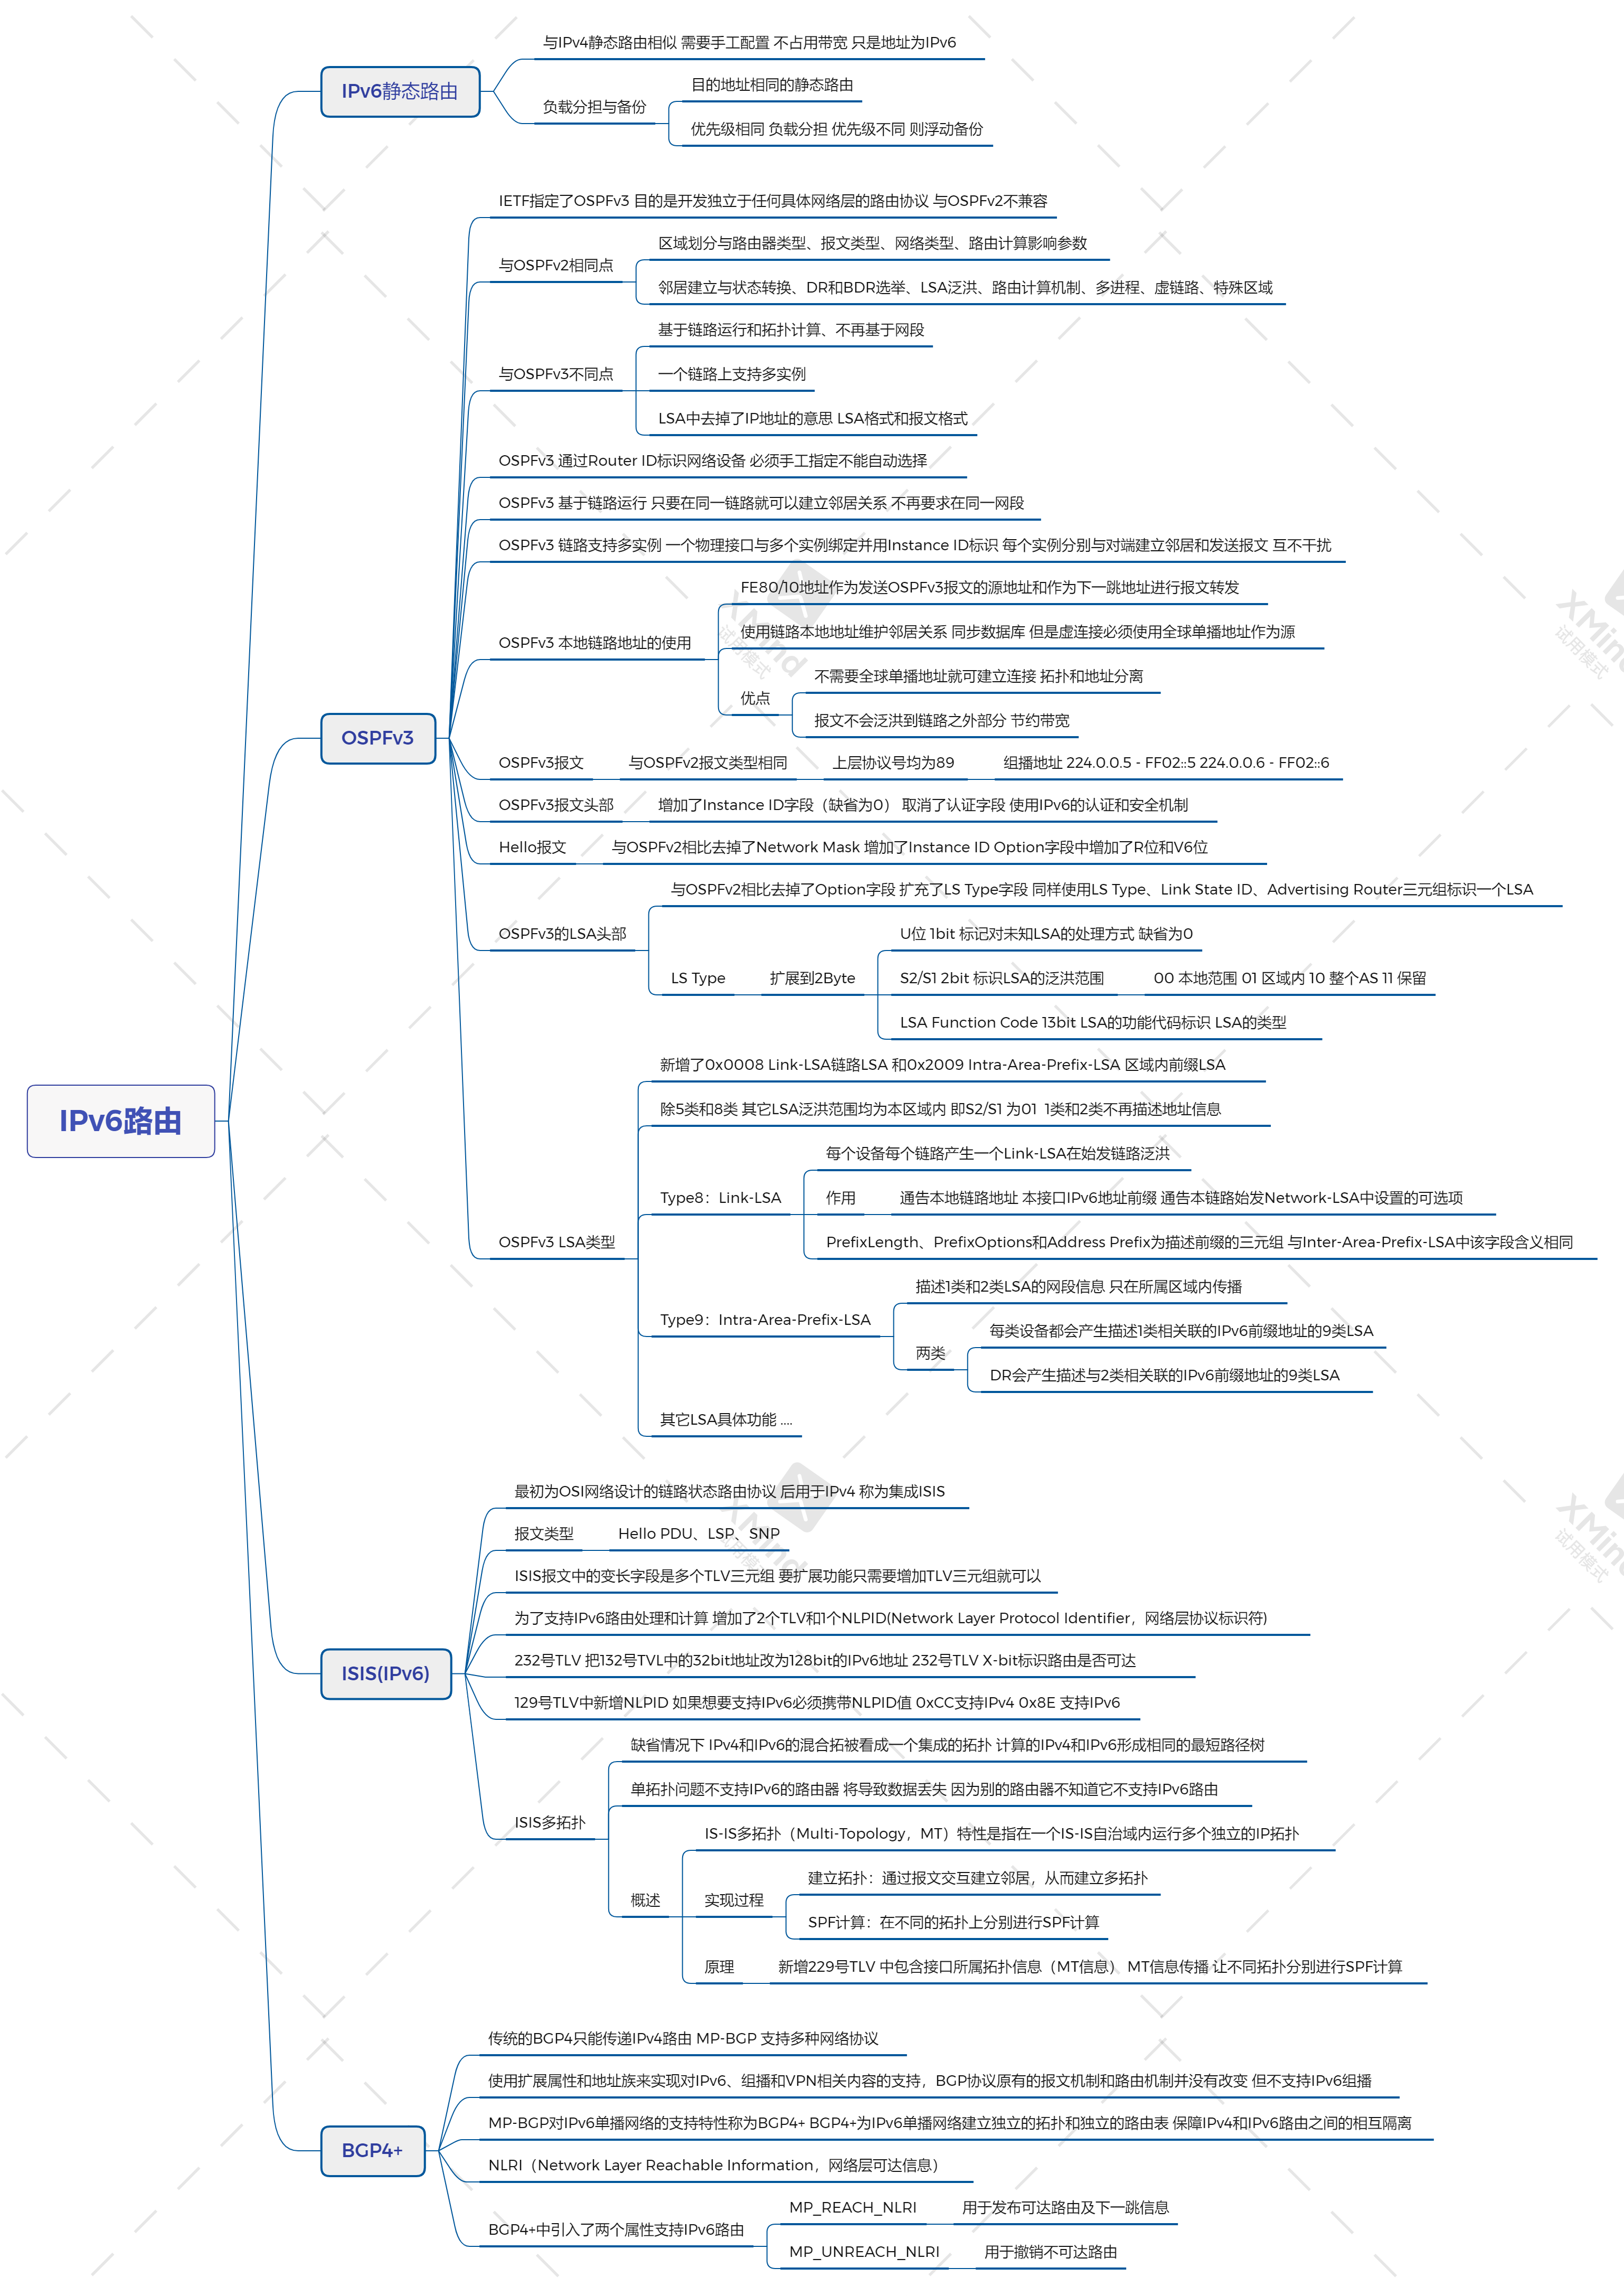 IPv6路由
IPv6静态路由
与IPv4静态路由相似 需要手工配置 不占用带宽 只是地址为IPv6
负载分担与备份
目的地址相同的静态路由
优先级相同 负载分担 优先级不同 则浮动备份
OSPFv3
IETF指定了OSPFv3 目的是开发独立于任何具体网络层的路由协议 与OSPFv2不兼容
与OSPFv2相同点
区域划分与路由器类型、报文类型、网络类型、路由计算影响参数
邻居建立与状态转换、DR和BDR选举、LSA泛洪、路由计算机制、多进程、虚链路、特殊区域
与OSPFv3不同点
基于链路运行和拓扑计算、不再基于网段
一个链路上支持多实例
LSA中去掉了IP地址的意思 LSA格式和报文格式
OSPFv3 通过Router ID标识网络设备 必须手工指定不能自动选择
OSPFv3 基于链路运行 只要在同一链路就可以建立邻居关系 不再要求在同一网段
OSPFv3 链路支持多实例 一个物理接口与多个实例绑定并用Instance ID标识 每个实例分别与对端建立邻居和发送报文 互不干扰
OSPFv3 本地链路地址的使用
FE80/10地址作为发送OSPFv3报文的源地址和作为下一跳地址进行报文转发
使用链路本地地址维护邻居关系 同步数据库 但是虚连接必须使用全球单播地址作为源
优点
不需要全球单播地址就可建立连接 拓扑和地址分离
报文不会泛洪到链路之外部分 节约带宽
OSPFv3报文
与OSPFv2报文类型相同
上层协议号均为89
组播地址 224.0.0.5 - FF02::5 224.0.0.6 - FF02::6
OSPFv3报文头部
增加了Instance ID字段（缺省为0） 取消了认证字段 使用IPv6的认证和安全机制
Hello报文
与OSPFv2相比去掉了Network Mask 增加了Instance ID Option字段中增加了R位和V6位
OSPFv3的LSA头部
与OSPFv2相比去掉了Option字段 扩充了LS Type字段 同样使用LS Type、Link State ID、Advertising Router三元组标识一个LSA
LS Type
扩展到2Byte
U位 1bit 标记对未知LSA的处理方式 缺省为0
S2/S1 2bit 标识LSA的泛洪范围
00 本地范围 01 区域内 10 整个AS 11 保留
LSA Function Code 13bit LSA的功能代码标识 LSA的类型
OSPFv3 LSA类型
新增了0x0008 Link-LSA链路LSA 和0x2009 Intra-Area-Prefix-LSA 区域内前缀LSA
除5类和8类 其它LSA泛洪范围均为本区域内 即S2/S1 为01 1类和2类不再描述地址信息
Type8：Link-LSA
每个设备每个链路产生一个Link-LSA在始发链路泛洪
作用
通告本地链路地址 本接口IPv6地址前缀 通告本链路始发Network-LSA中设置的可选项
PrefixLength、PrefixOptions和Address Prefix为描述前缀的三元组 与Inter-Area-Prefix-LSA中该字段含义相同
Type9：Intra-Area-Prefix-LSA
描述1类和2类LSA的网段信息 只在所属区域内传播
两类
每类设备都会产生描述1类相关联的IPv6前缀地址的9类LSA
DR会产生描述与2类相关联的IPv6前缀地址的9类LSA
其它LSA具体功能 ....
ISIS(IPv6)
最初为OSI网络设计的链路状态路由协议 后用于IPv4 称为集成ISIS
报文类型
Hello PDU、LSP、SNP
ISIS报文中的变长字段是多个TLV三元组 要扩展功能只需要增加TLV三元组就可以
为了支持IPv6路由处理和计算 增加了2个TLV和1个NLPID(Network Layer Protocol Identifier，网络层协议标识符)
232号TLV 把132号TVL中的32bit地址改为128bit的IPv6地址 232号TLV X-bit标识路由是否可达
129号TLV中新增NLPID 如果想要支持IPv6必须携带NLPID值 0xCC支持IPv4 0x8E 支持IPv6
ISIS多拓扑
缺省情况下 IPv4和IPv6的混合拓被看成一个集成的拓扑 计算的IPv4和IPv6形成相同的最短路径树
单拓扑问题不支持IPv6的路由器 将导致数据丢失 因为别的路由器不知道它不支持IPv6路由
概述
IS-IS多拓扑（Multi-Topology，MT）特性是指在一个IS-IS自治域内运行多个独立的IP拓扑
实现过程
建立拓扑：通过报文交互建立邻居，从而建立多拓扑
SPF计算：在不同的拓扑上分别进行SPF计算
原理
新增229号TLV 中包含接口所属拓扑信息（MT信息） MT信息传播 让不同拓扑分别进行SPF计算
BGP4+
传统的BGP4只能传递IPv4路由 MP-BGP 支持多种网络协议
使用扩展属性和地址族来实现对IPv6、组播和VPN相关内容的支持，BGP协议原有的报文机制和路由机制并没有改变 但不支持IPv6组播
MP-BGP对IPv6单播网络的支持特性称为BGP4+ BGP4+为IPv6单播网络建立独立的拓扑和独立的路由表 保障IPv4和IPv6路由之间的相互隔离
NLRI（Network Layer Reachable Information，网络层可达信息）
BGP4+中引入了两个属性支持IPv6路由
MP_REACH_NLRI
用于发布可达路由及下一跳信息
MP_UNREACH_NLRI
用于撤销不可达路由
XMind
试用模式
XMind
试用模式
XMind
试用模式
XMind
试用模式